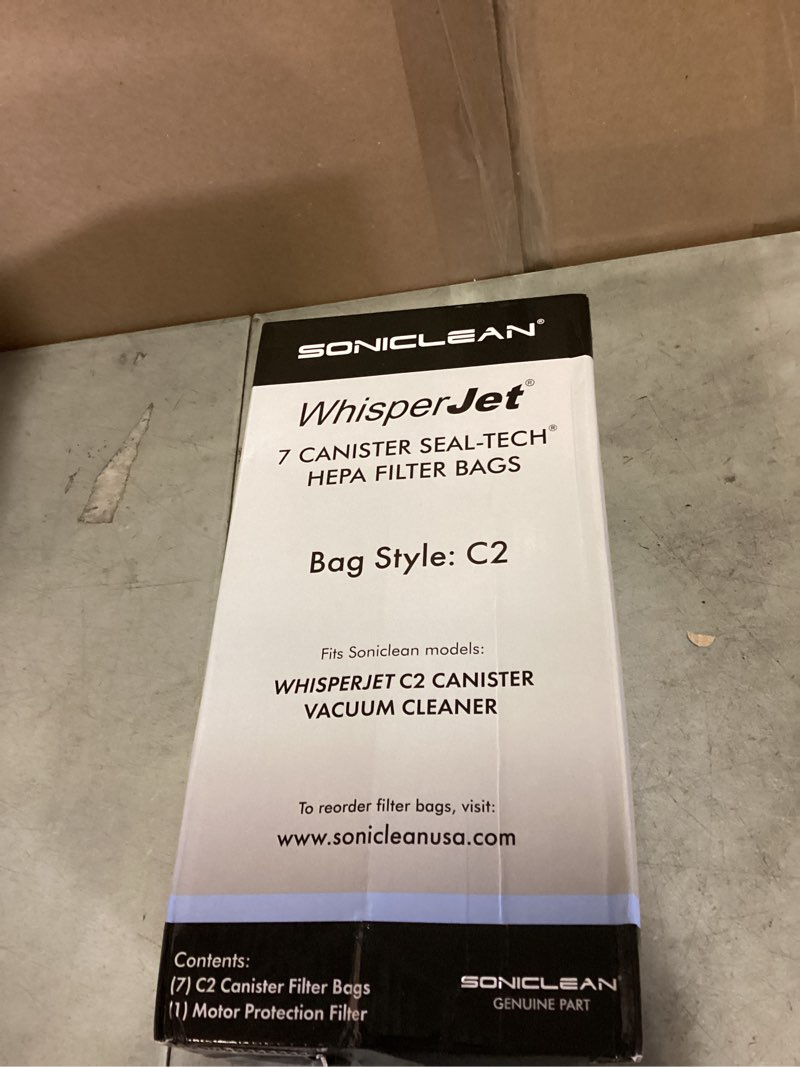 SONICLEAN®
WhisperJet®
7 CANISTER SEAL-TECH®
HEPA FILTER BAGS
Bag Style: C2
Fits Soniclean models:
WHISPERJET C2 CANISTER
VACUUM CLEANER
To reorder filter bags, visit:
www.sonicleanusa.com
Contents:
(7) C2 Canister Filter Bags
(1) Motor Protection Filter
SONICLEAN®
GENUINE PART